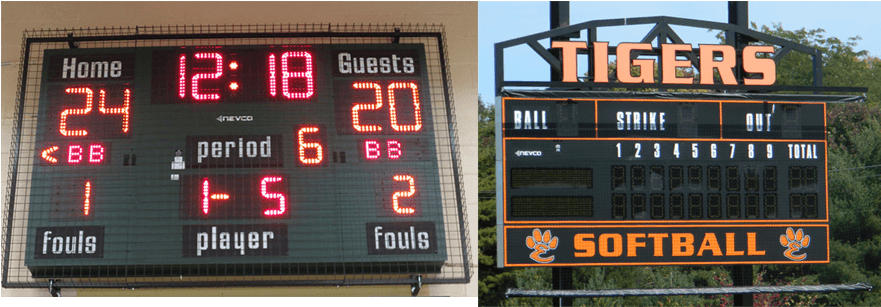 Home 12:18 Guests
24 20
NEVCO
<BB period 6 BB
1 1-5 2
fouls player fouls
TIGERS
BALL STRIKE OUT
NEVCO 1 2 3 4 5 6 7 8 9 TOTAL
SOFTBALL